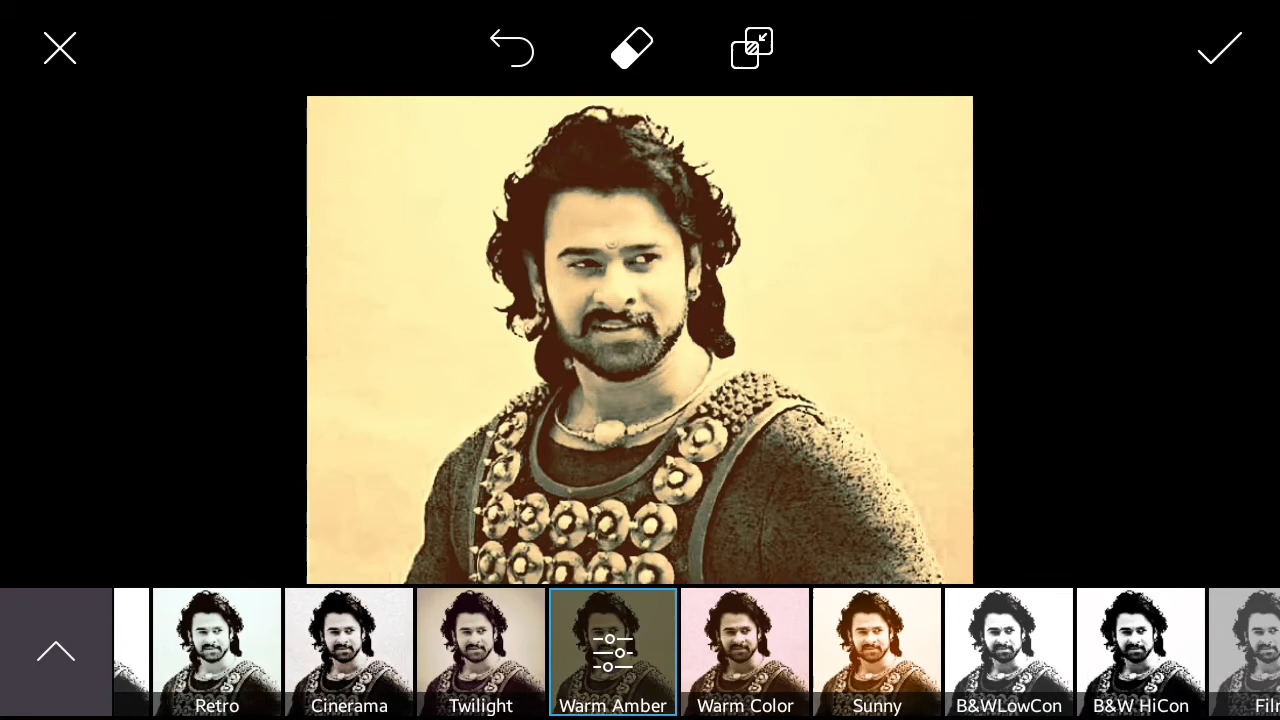 Retro
Cinerama
Twilight
Warm Amber
Warm Color
Sunny
B&WLowCon
B&W HiCon